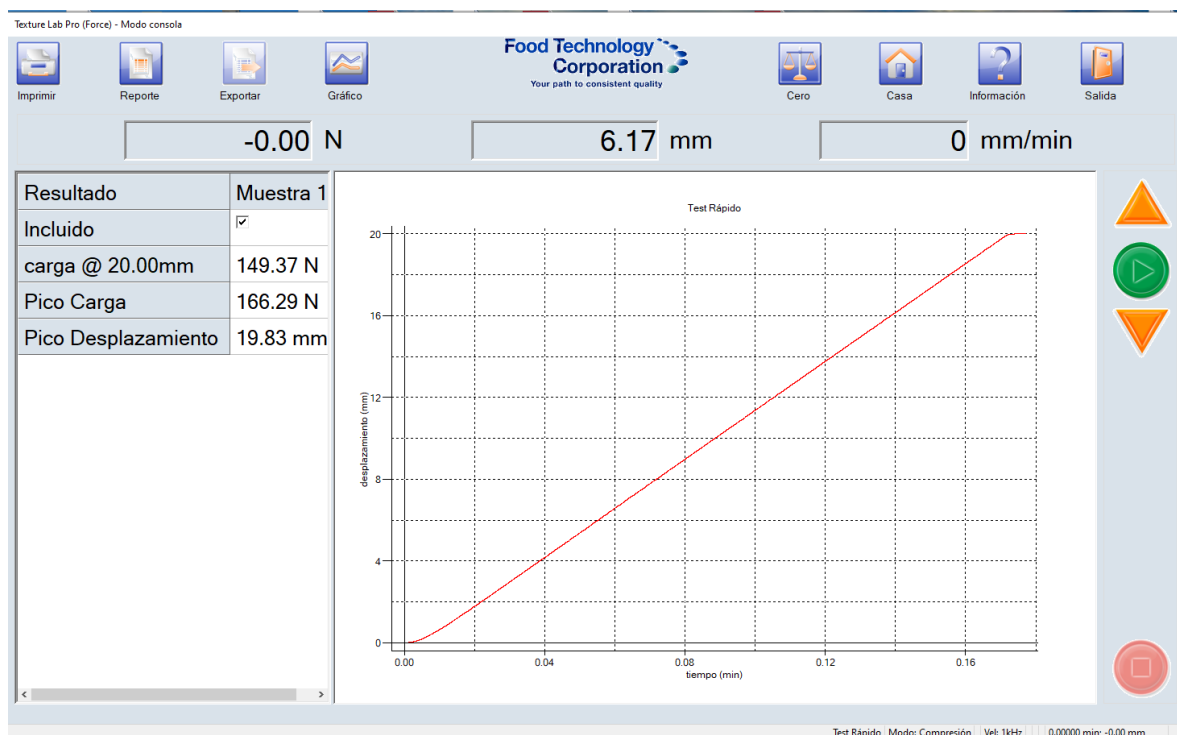 Texture Lab Pro (Force) - Modo consola
Food Technology
Corporation
Your path to consistent quality
Imprimir Reporte Exportar Gráfico Cero Casa Información Salida
-0.00 N 6.17 mm 0 mm/min
Resultado Muestra 1
Incluido
carga @ 20.00mm 149.37 N
Pico Carga 166.29 N
Pico Desplazamiento 19.83 mm
Test Rápido
desplazamiento (mm)
20
16
12
8
4
0
0.00 0.04 0.08 0.12 0.16
tiempo (min)
Test Rápido Modo: Compresión Vel: 1kHz 0.00000 min: -0.00 mm